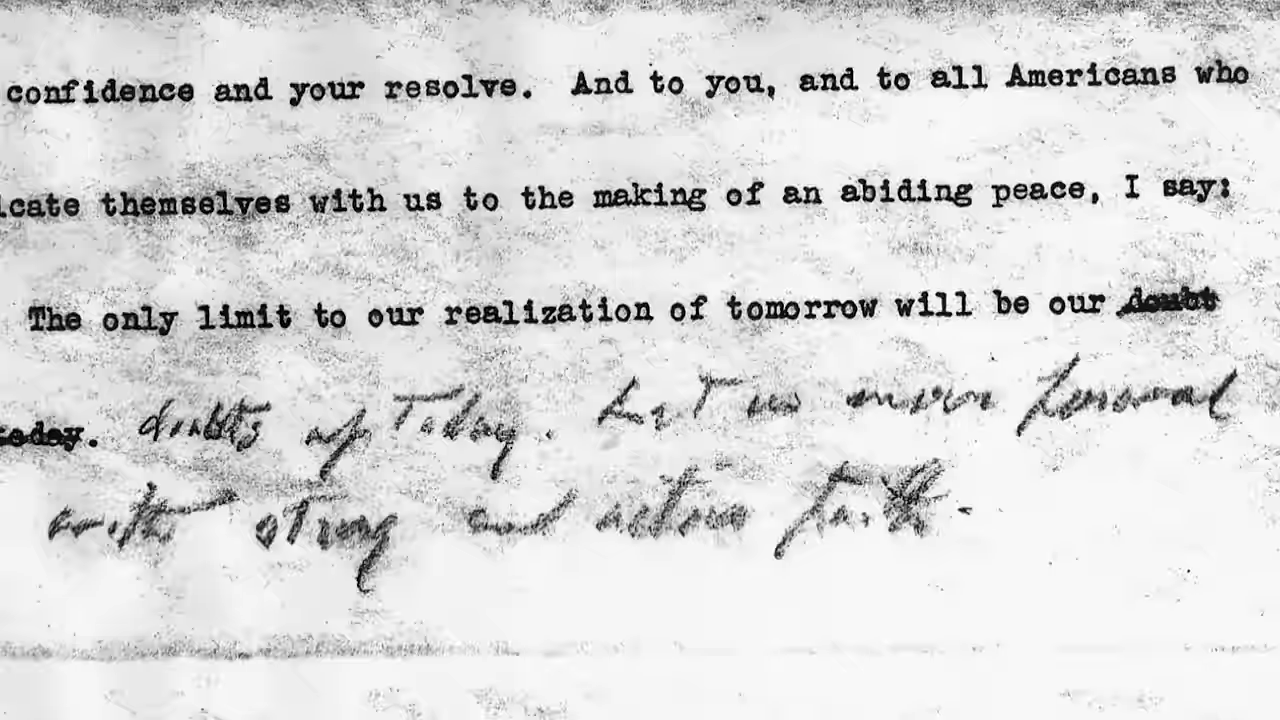 confidence and your resolve. And to you, and to all Americans who
icate themselves with us to the making of an abiding peace, I say:
The only limit to our realization of tomorrow will be our doubt
today. doubts of Today. Let us move forward
with strong and active faith.